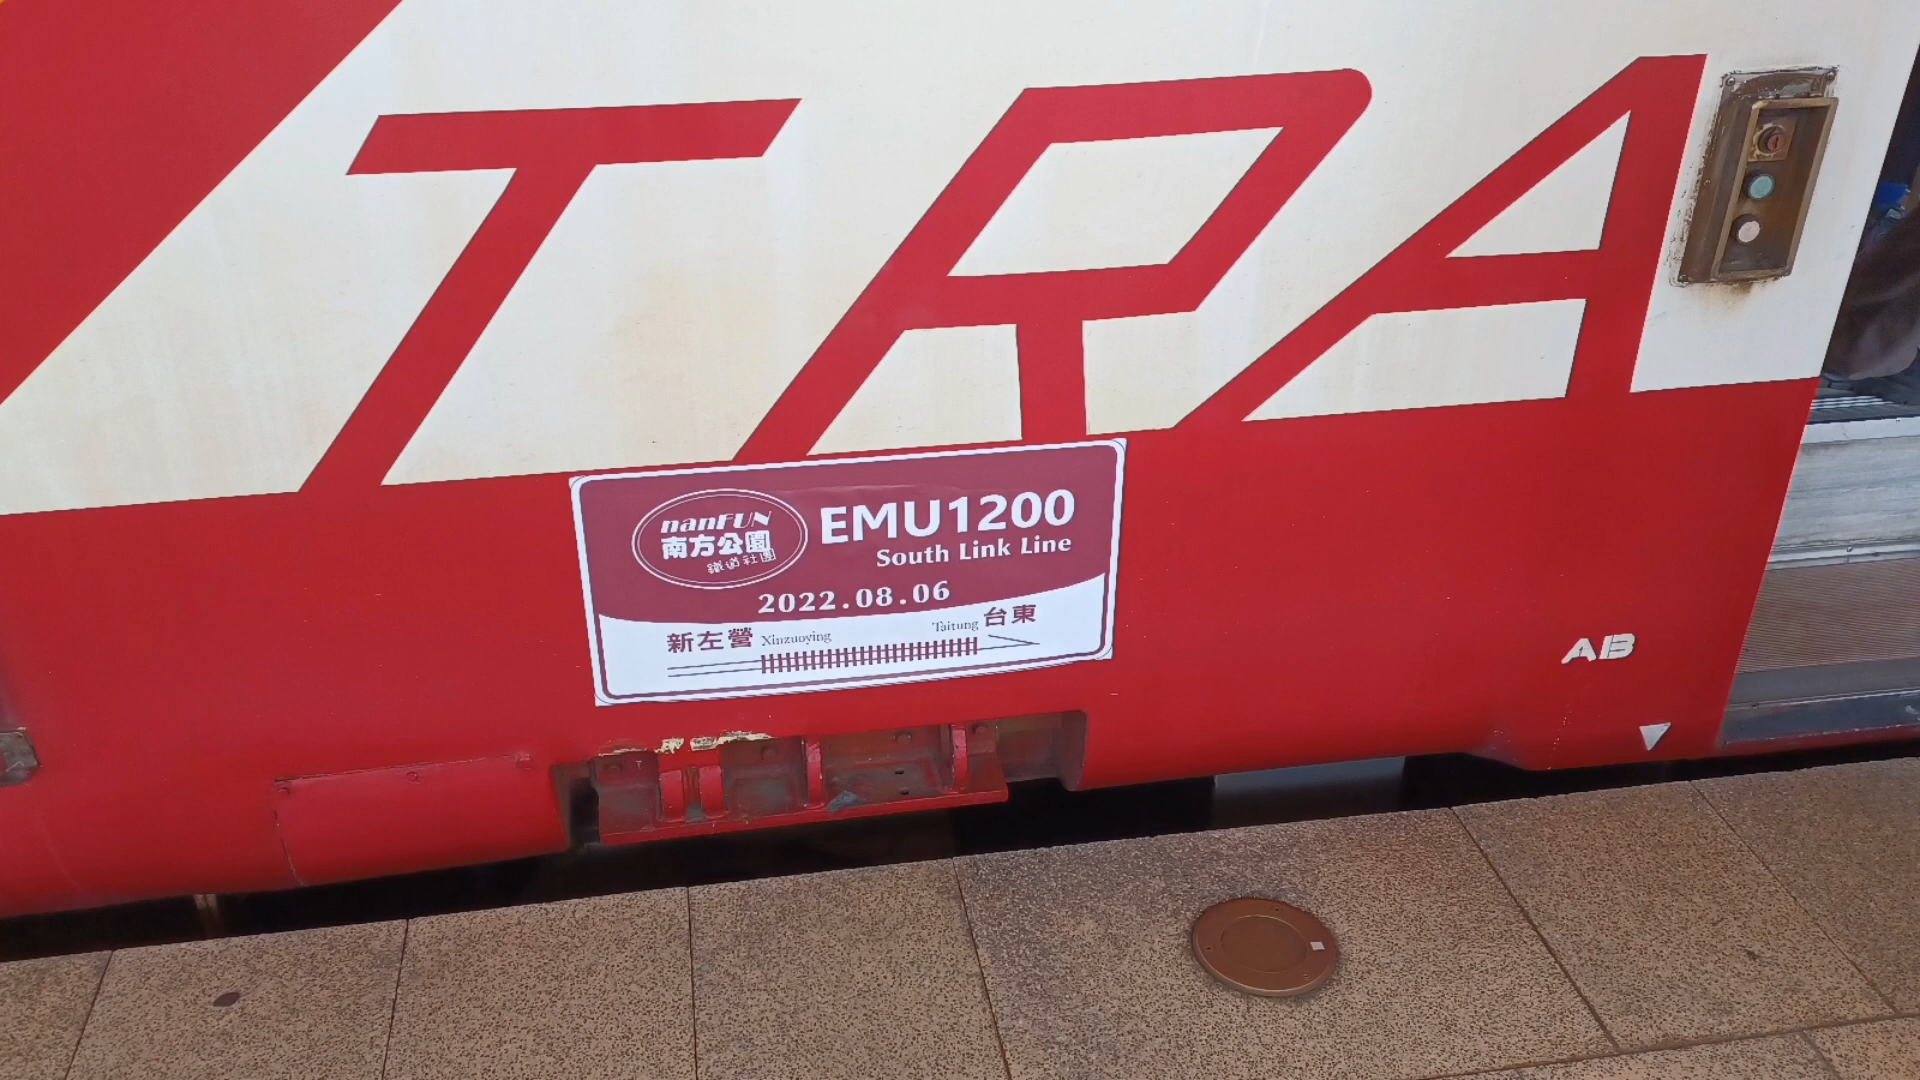 TRA
nanFUN
南方公園
鐵道社團
EMU1200
South Link Line
2022.08.06
新左營 Xinzuoying
Taitung 台東
AB